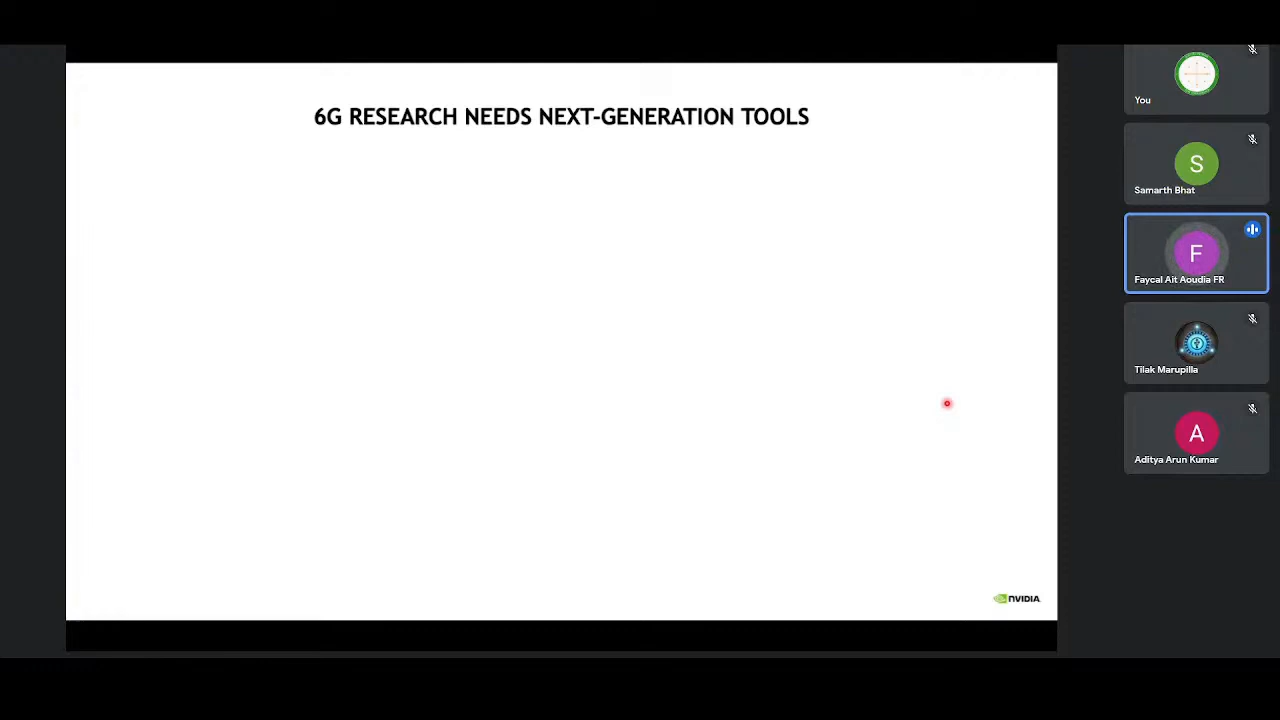 6G RESEARCH NEEDS NEXT-GENERATION TOOLS
NVIDIA.
You
S
Samarth Bhat
F
Faycal Ait Aoudia FR
Tilak Marupilla
A
Aditya Arun Kumar